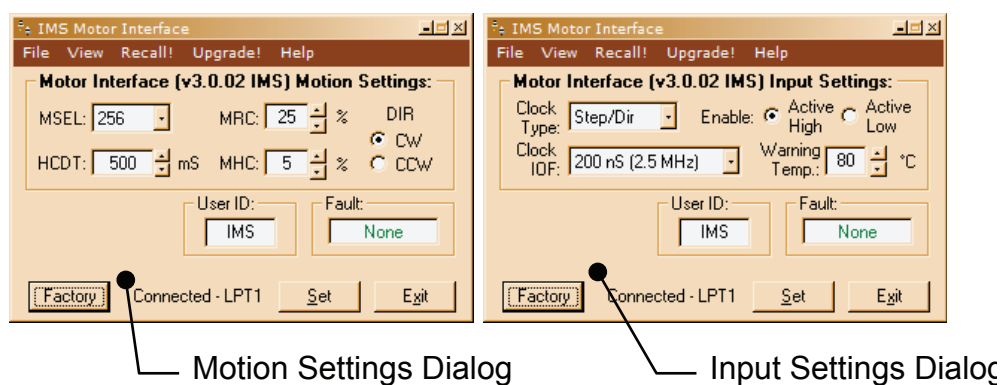 IMS Motor Interface
File View Recall! Upgrade! Help
Motor Interface (v3.0.02 IMS) Motion Settings:
MSEL: 256 MRC: 25 % DIR
CW
HCDT: 500 mS MHC: 5 % CCW
User ID: Fault:
IMS None
Factory Connected - LPT1 Set Exit
Motion Settings Dialog
IMS Motor Interface
File View Recall! Upgrade! Help
Motor Interface (v3.0.02 IMS) Input Settings:
Clock Type: Step/Dir Enable: Active High Active Low
Clock IOF: 200 nS (2.5 MHz) Warning Temp.: 80 °C
User ID: Fault:
IMS None
Factory Connected - LPT1 Set Exit
Input Settings Dialog